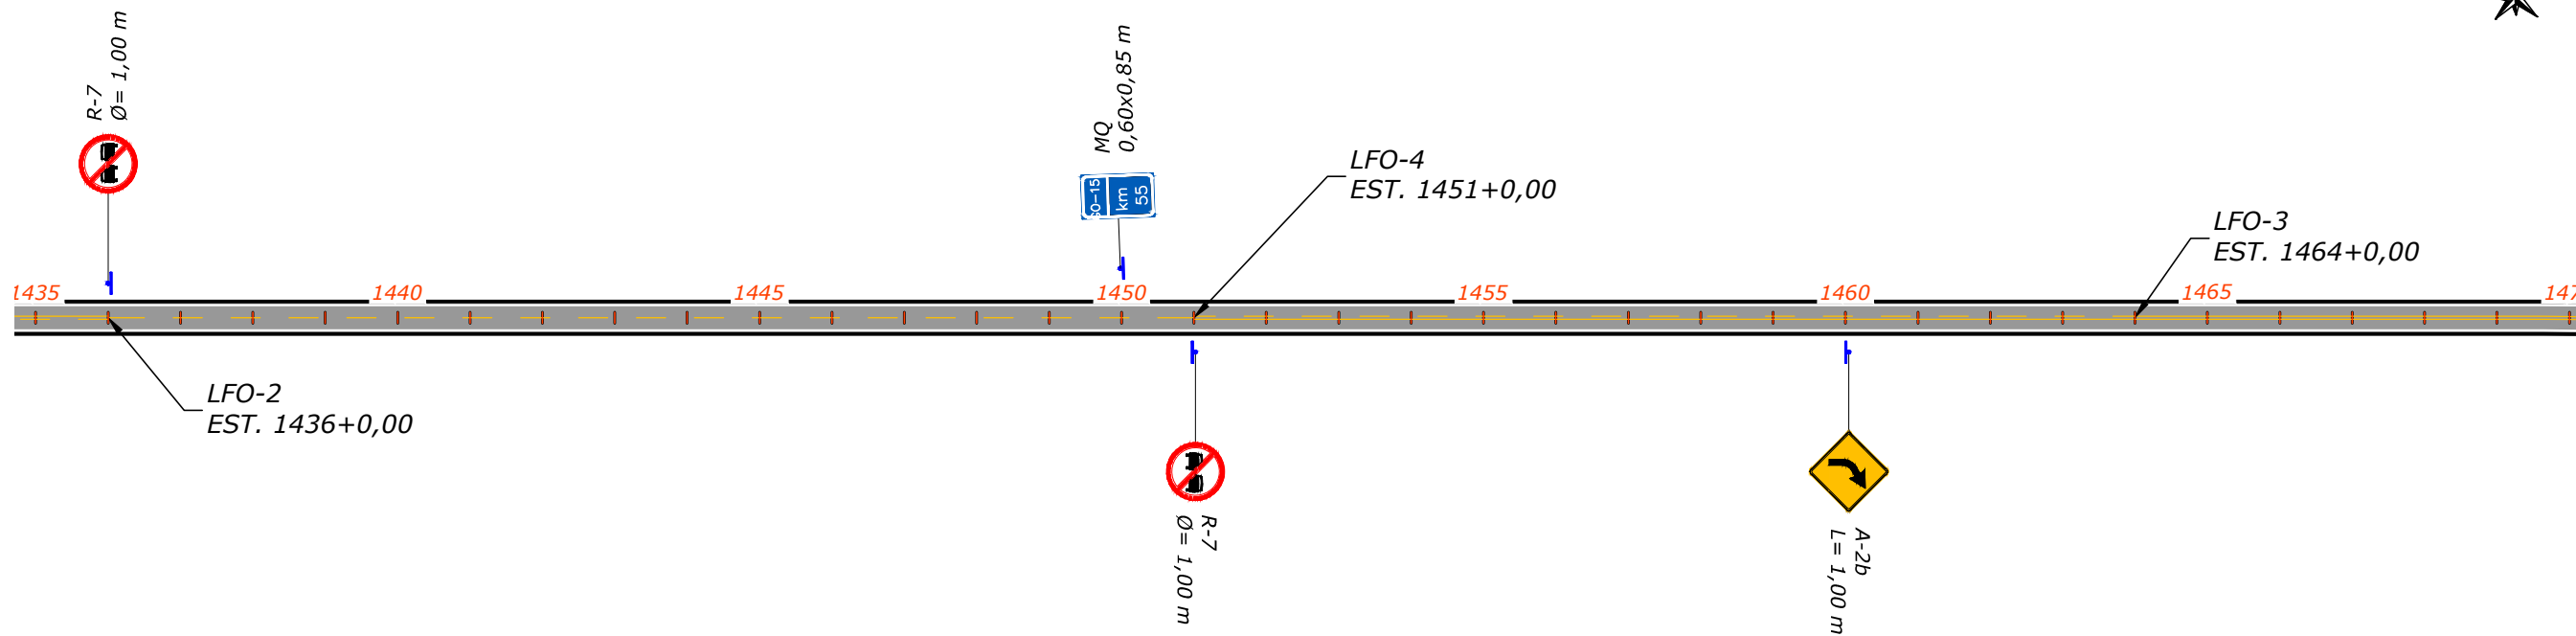 R-7
Ø= 1,00 m
MQ
0,60x0,85 m
km
55
LFO-4
EST. 1451+0,00
LFO-3
EST. 1464+0,00
1435
1440
1445
1450
1455
1460
1465
LFO-2
EST. 1436+0,00
R-7
Ø= 1,00 m
A-2b
L= 1,00 m